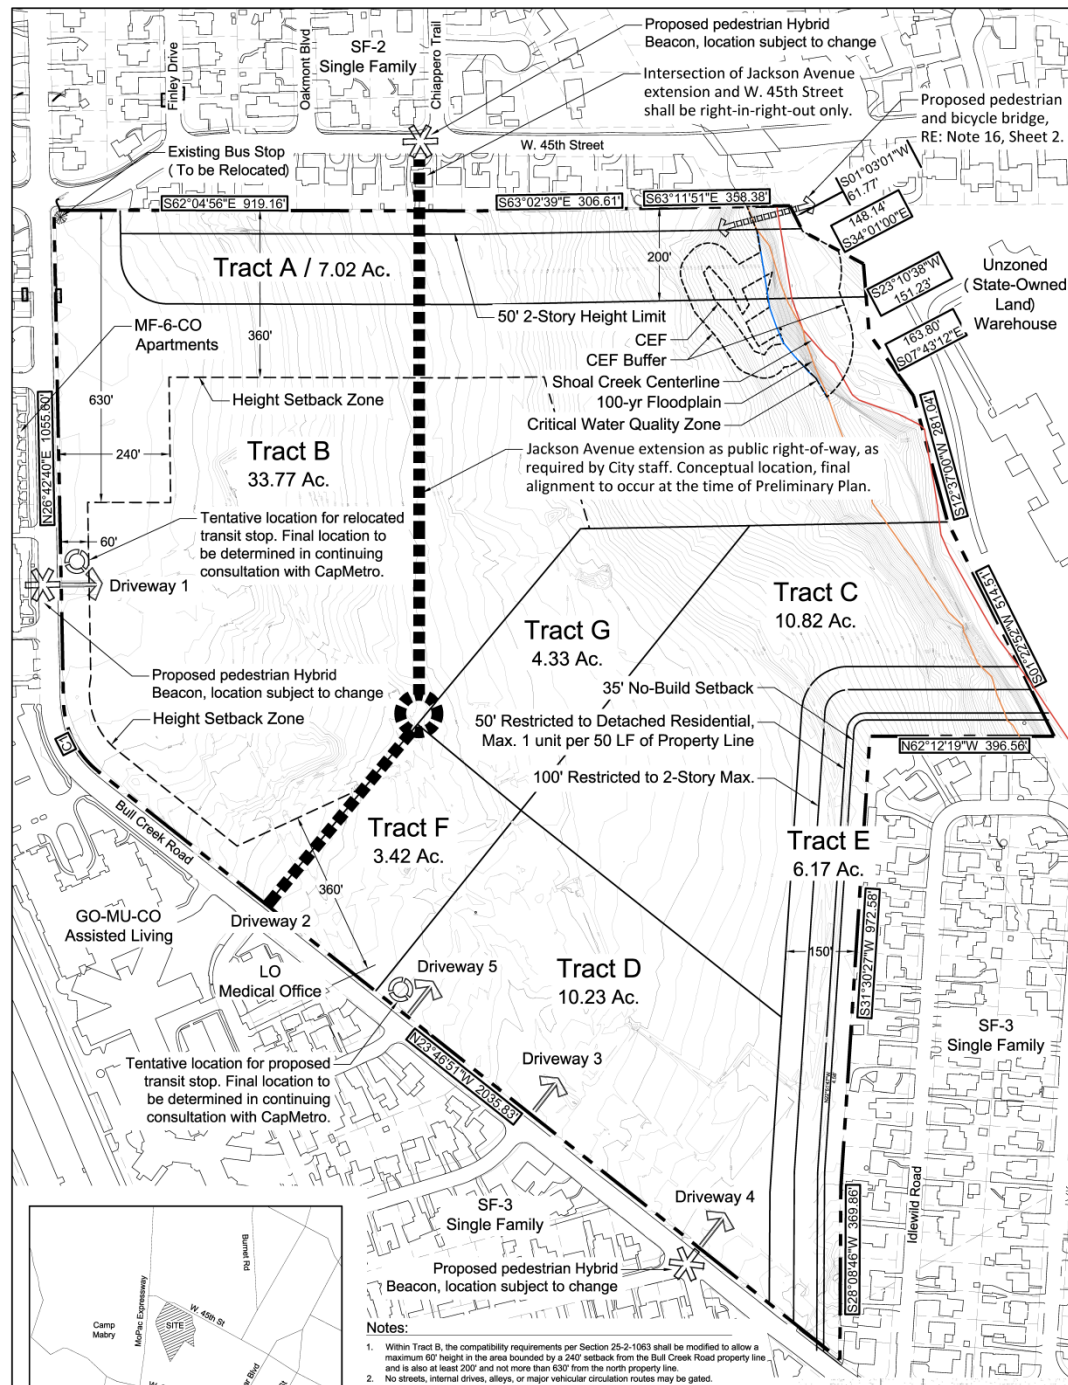 Finley Drive
Oakmont Blvd
SF-2
Single Family
Chiappero Trail
Proposed pedestrian Hybrid
Beacon, location subject to change
Intersection of Jackson Avenue
extension and W. 45th Street
shall be right-in-right-out only.
Proposed pedestrian
and bicycle bridge,
RE: Note 16, Sheet 2.
W. 45th Street
Existing Bus Stop
( To be Relocated)
S62°04'56"E 919.16'
S63°02'39"E 306.61'
S63°11'51"E 358.38'
S01°03'01"W
61.77'
148.14'
S34°01'00"E
S23°10'38"W
151.23'
163.80'
S07°43'12"E
Unzoned
( State-Owned
Land)
Warehouse
Tract A / 7.02 Ac.
200'
50' 2-Story Height Limit
MF-6-CO
Apartments
360'
CEF
CEF Buffer
Shoal Creek Centerline
100-yr Floodplain
Critical Water Quality Zone
Height Setback Zone
630'
N26°42'40"E 1055.60'
240'
Tract B
33.77 Ac.
Jackson Avenue extension as public right-of-way, as
required by City staff. Conceptual location, final
alignment to occur at the time of Preliminary Plan.
S12°37'00"W 281.04'
60'
Tentative location for relocated
transit stop. Final location to
be determined in continuing
consultation with CapMetro.
Driveway 1
Tract C
10.82 Ac.
S01°22'52"W 514.51'
Tract G
4.33 Ac.
Proposed pedestrian Hybrid
Beacon, location subject to change
Height Setback Zone
35' No-Build Setback
50' Restricted to Detached Residential,
Max. 1 unit per 50 LF of Property Line
100' Restricted to 2-Story Max.
N62°12'19"W 396.56'
C1
Bull Creek Road
Tract F
3.42 Ac.
Tract E
6.17 Ac.
360'
GO-MU-CO
Assisted Living
Driveway 2
LO
Medical Office
Driveway 5
Tract D
10.23 Ac.
150'
S31°30'27"W 972.58'
SF-3
Single Family
Tentative location for proposed
transit stop. Final location to
be determined in continuing
consultation with CapMetro.
N23°46'51"W 2035.83'
Driveway 3
Idlewild Road
SF-3
Single Family
Driveway 4
S28°08'46"W 369.86'
Proposed pedestrian Hybrid
Beacon, location subject to change
Burnet Rd
MoPac Expressway
W. 45th St
Camp
Mabry
SITE
Notes:
1. Within Tract B, the compatibility requirements per Section 25-2-1063 shall be modified to allow a
maximum 60' height in the area bounded by a 240' setback from the Bull Creek Road property line
and is also at least 200' and not more than 630' from the north property line.
2. No streets, internal drives, alleys, or major vehicular circulation routes may be gated.